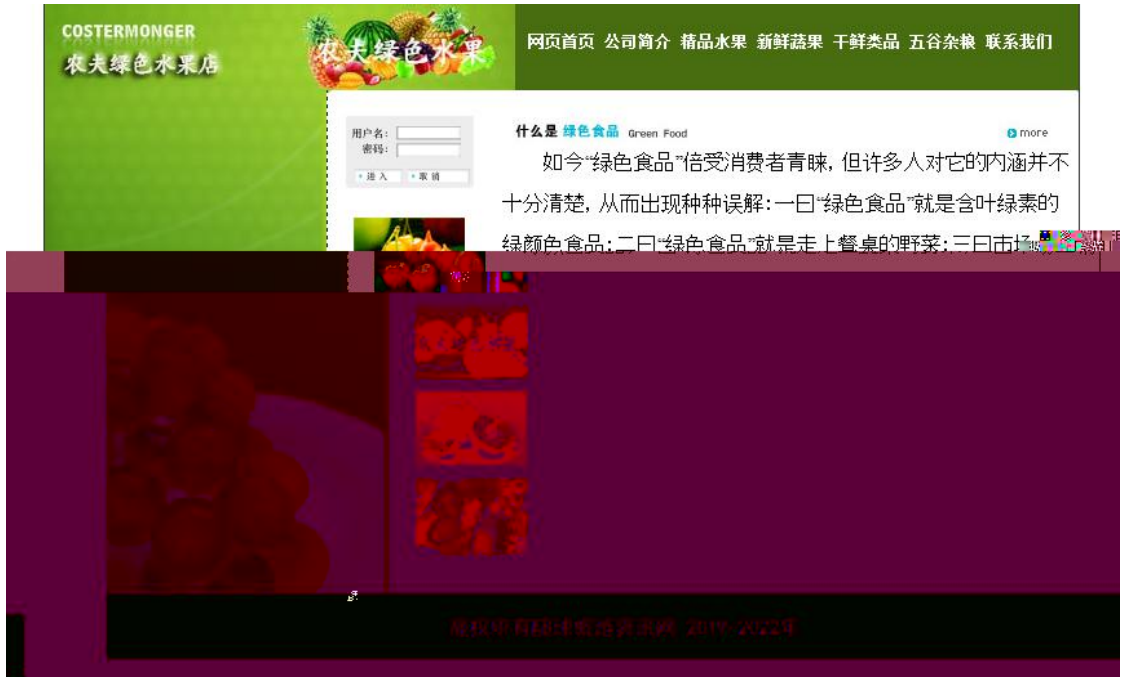 COSTERMONGER
农夫绿色水果店
农夫绿色水果
网页首页 公司简介 精品水果 新鲜蔬果 干鲜类品 五谷杂粮 联系我们
用户名:
密码:
进入 取消
什么是 绿色食品 Green Food
more
如今“绿色食品”倍受消费者青睐, 但许多人对它的内涵并不
十分清楚, 从而出现种种误解:一曰“绿色食品”就是含叶绿素的
绿颜色食品;二曰“绿色食品”就是走上餐桌的野菜;三曰市场
2019-2022年